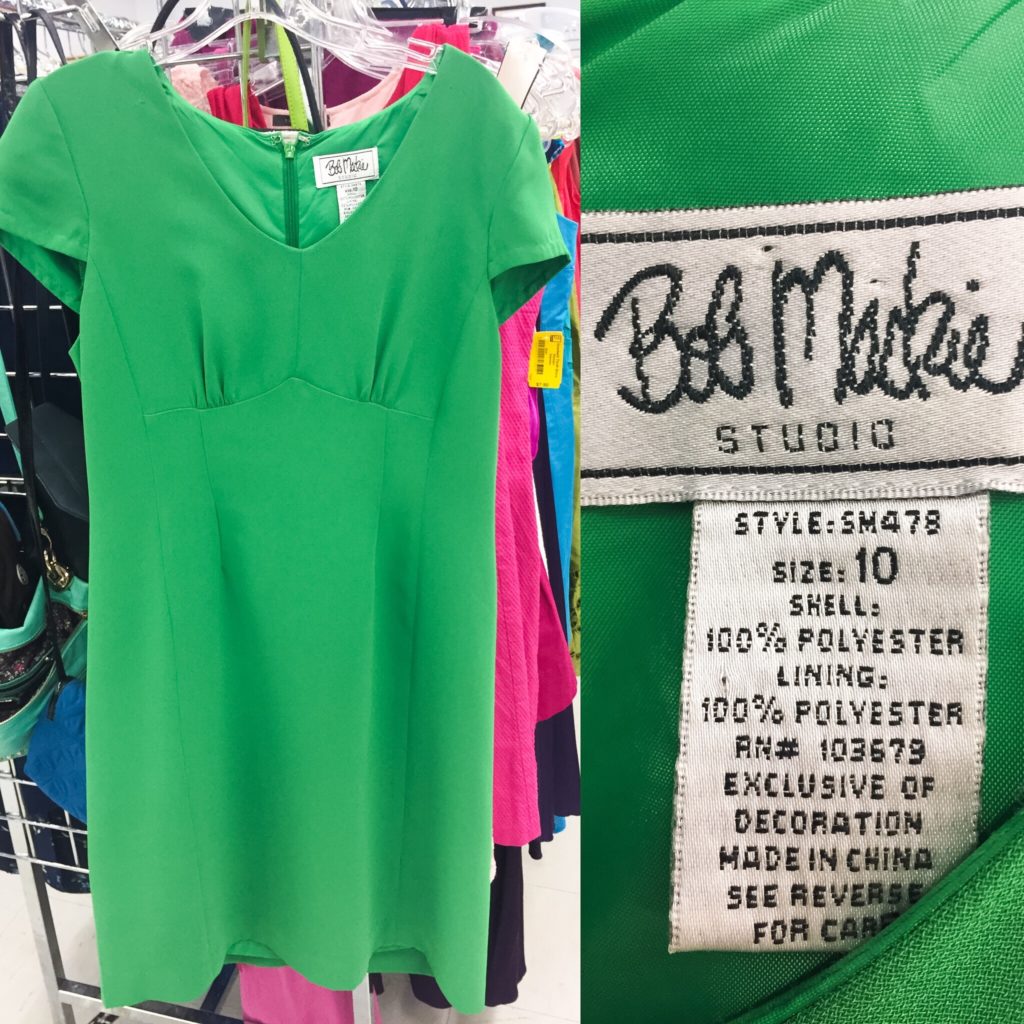 Bob Mackie
STUDIO
Bob Mackie
STUDIO
STYLE:SM478
SIZE: 10
SHELL:
100% POLYESTER
LINING:
100% POLYESTER
RN# 103679
EXCLUSIVE OF
DECORATION
MADE IN CHINA
SEE REVERSE
FOR CARE